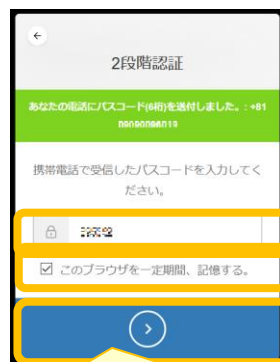 2段階認証
あなたの電話にパスコード(6桁)を送付しました。: +81
携帯電話で受信したパスコードを入力してく
ださい。
このブラウザを一定期間、記憶する。